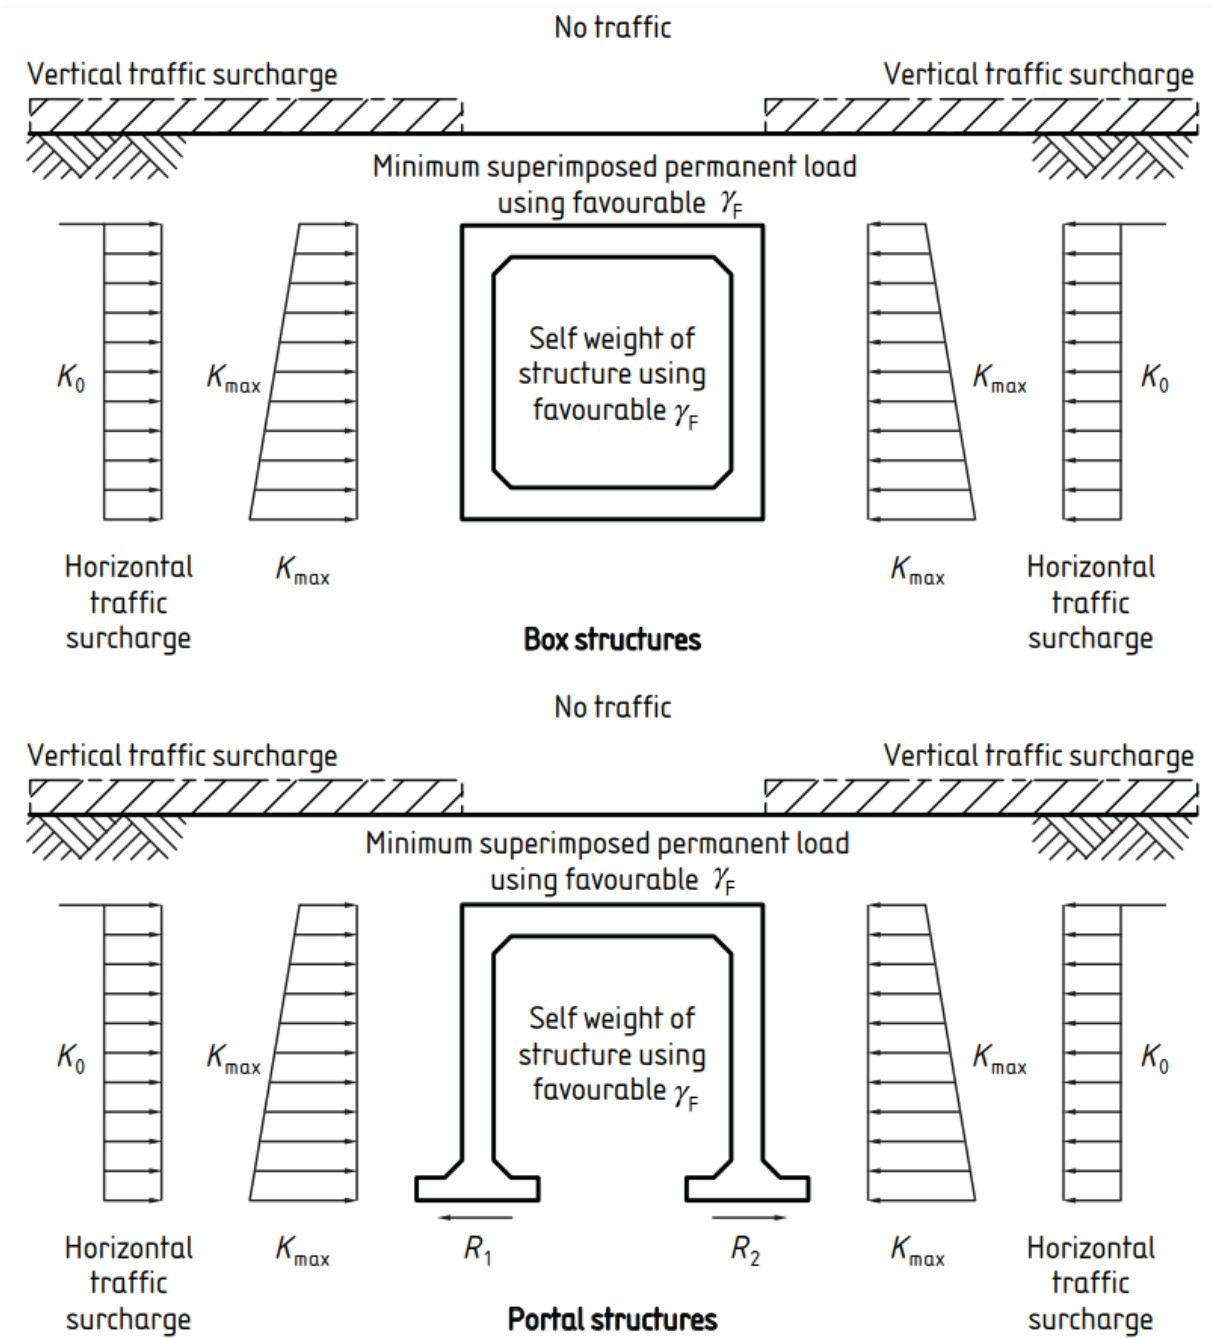 No traffic
Vertical traffic surcharge
Vertical traffic surcharge
Minimum superimposed permanent load
using favourable γF
K0
Kmax
Self weight of
structure using
favourable γF
Kmax
K0
Horizontal
traffic
surcharge
Kmax
Kmax
Horizontal
traffic
surcharge
Box structures
No traffic
Vertical traffic surcharge
Vertical traffic surcharge
Minimum superimposed permanent load
using favourable γF
K0
Kmax
Self weight of
structure using
favourable γF
Kmax
K0
Horizontal
traffic
surcharge
Kmax
R1
R2
Kmax
Horizontal
traffic
surcharge
Portal structures